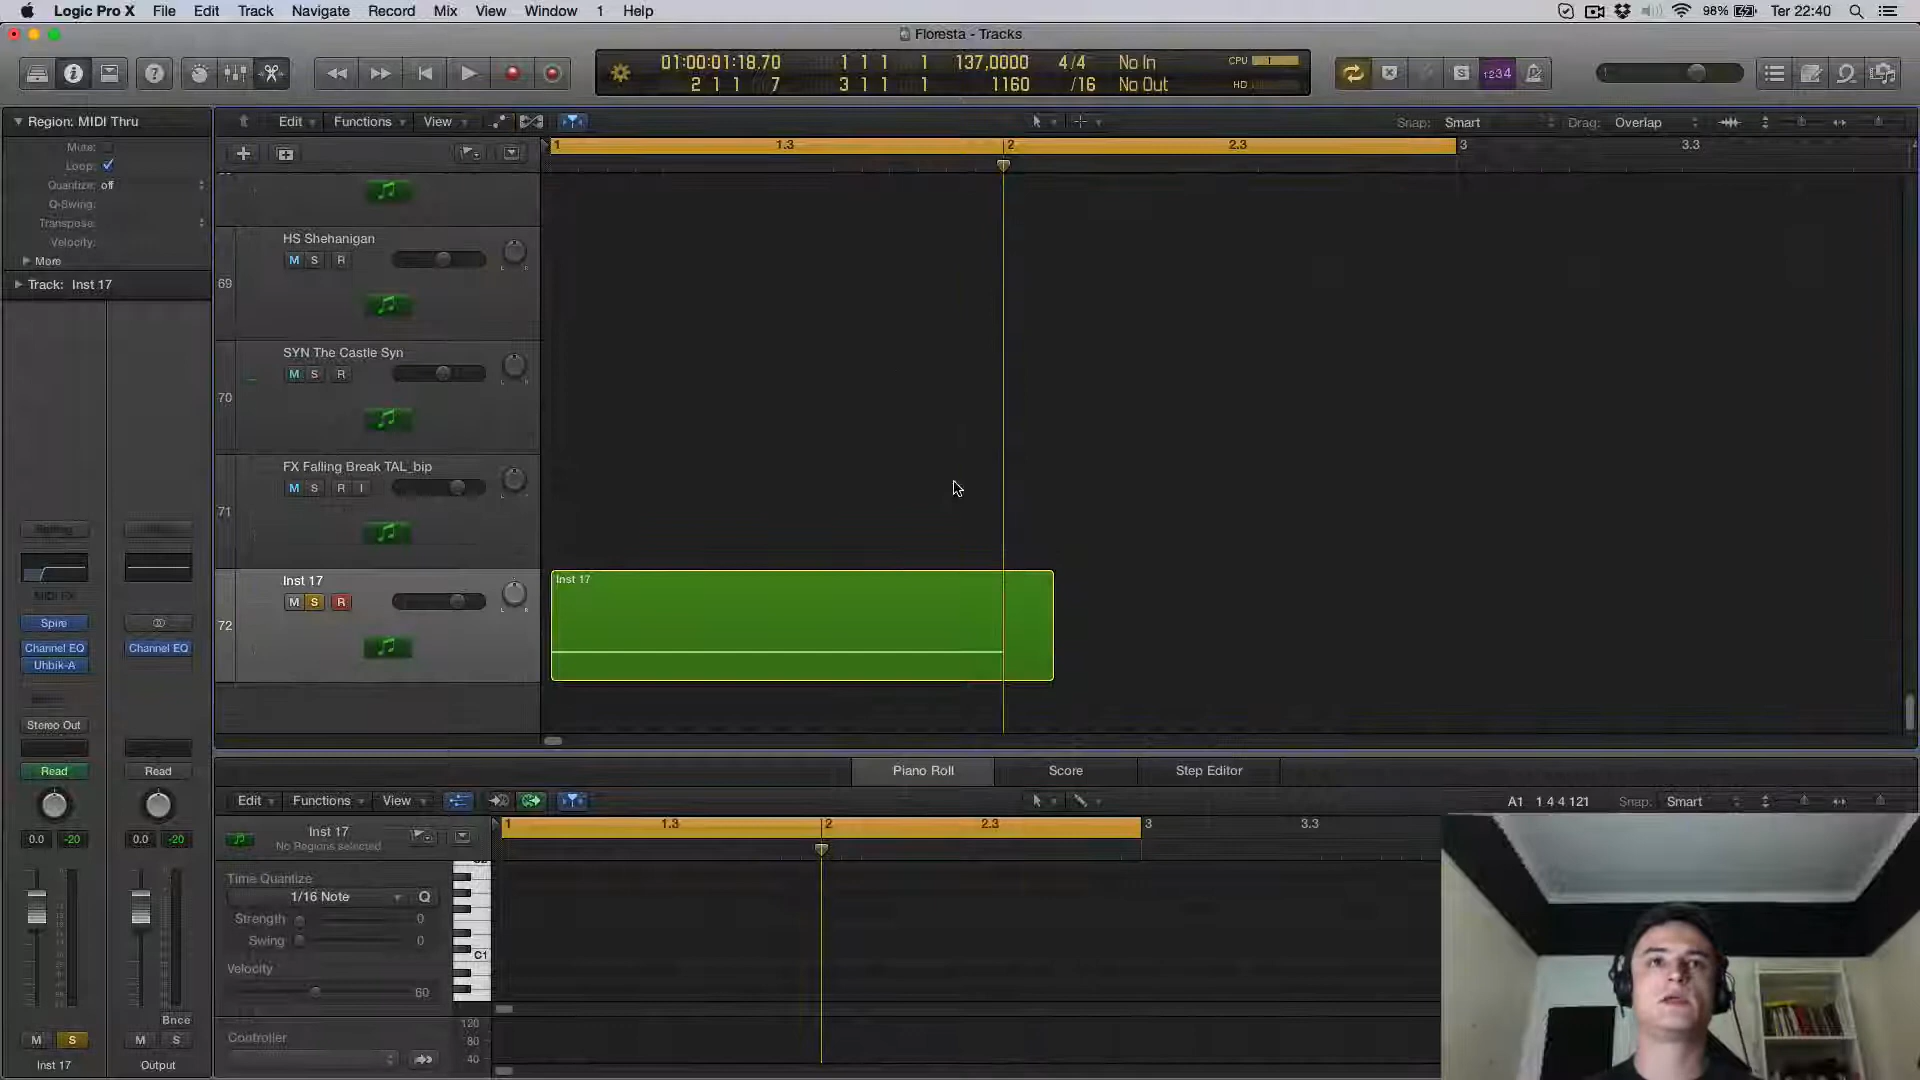 Logic Pro X File Edit Track Navigate Record Mix View Window 1 Help 98% Ter 22:40
Floresta - Tracks
01:00:01:18.70 1 1 1 1 137,0000 4/4 No In CPU
2 1 1 7 3 1 1 1 1160 /16 No Out HD
S 1234
Region: MIDI Thru
Mute:
Loop:
Quantize: off
Q-Swing:
Transpose:
Velocity:
More
Track: Inst 17
Edit Functions View Snap: Smart Drag: Overlap
1 1.3 2 2.3 3 3.3
HS Shehanigan
M S R
69
SYN The Castle Syn
M S R
70
FX Falling Break TAL_bip
M S R I
71
Inst 17
M S R
72
Inst 17
MIDI FX
Spire
Channel EQ Channel EQ
Uhbik-A
Stereo Out
Read Read
0.0 -20 0.0 -20
Bnce
M S M S
Inst 17 Output
Piano Roll Score Step Editor
Edit Functions View A1 1 4 4 121 Snap: Smart
1 1.3 2 2.3 3 3.3
Inst 17
No Regions selected
Time Quantize
1/16 Note Q
Strength 0
Swing 0
Velocity
60
C1
Controller
120
80
40